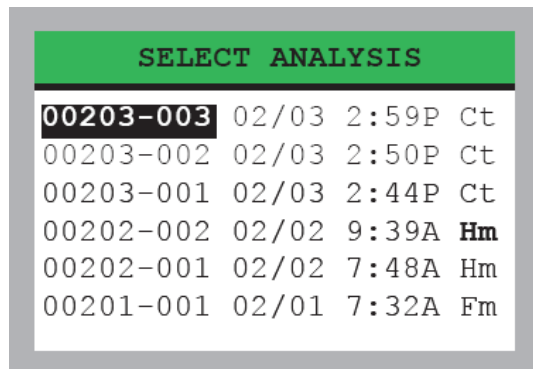 SELECT ANALYSIS
00203-003 02/03 2:59P Ct
00203-002 02/03 2:50P Ct
00203-001 02/03 2:44P Ct
00202-002 02/02 9:39A Hm
00202-001 02/02 7:48A Hm
00201-001 02/01 7:32A Fm